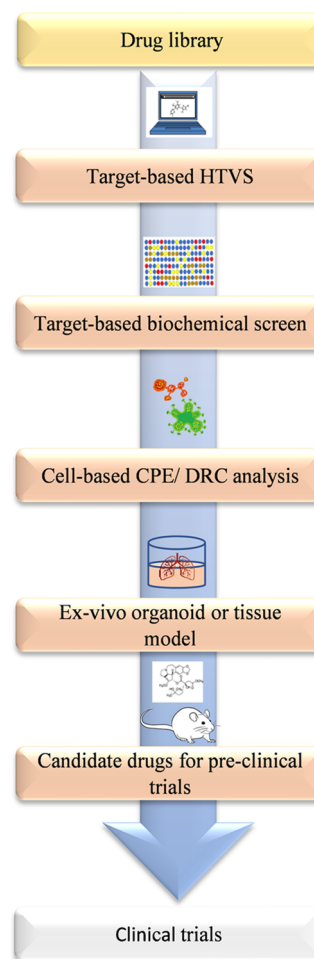 Drug library
Target-based HTVS
Target-based biochemical screen
Cell-based CPE/ DRC analysis
Ex-vivo organoid or tissue
model
Candidate drugs for pre-clinical
trials
Clinical trials